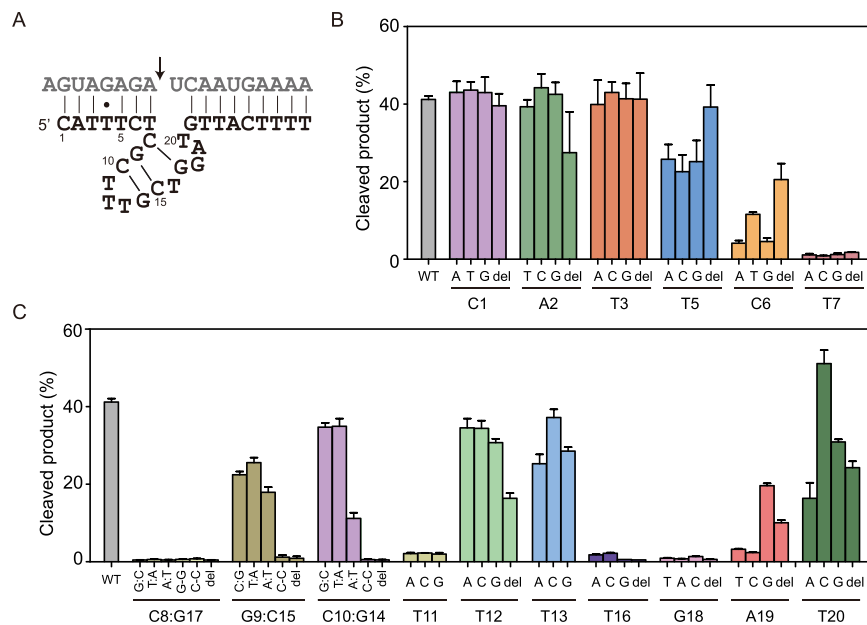 A
AGUAGAGA UCAAUGAAAA
5' CATTTCT GTTACTTTT
1 5
C 20 T A
10 C G G G
T C T
T T G 15
B
60
40
20
0
Cleaved product (%)
WT A T G del T C G del A C G del A C G del A T G del A C G del
C1 A2 T3 T5 C6 T7
C
60
40
20
0
Cleaved product (%)
WT G:C T:A A:T G-G C-C del C:G T:A A:T C-C del G:C T:A A:T C-C del A C G A C G del A C G A C G del T A C del T C G del A C G del
C8:G17 G9:C15 C10:G14 T11 T12 T13 T16 G18 A19 T20